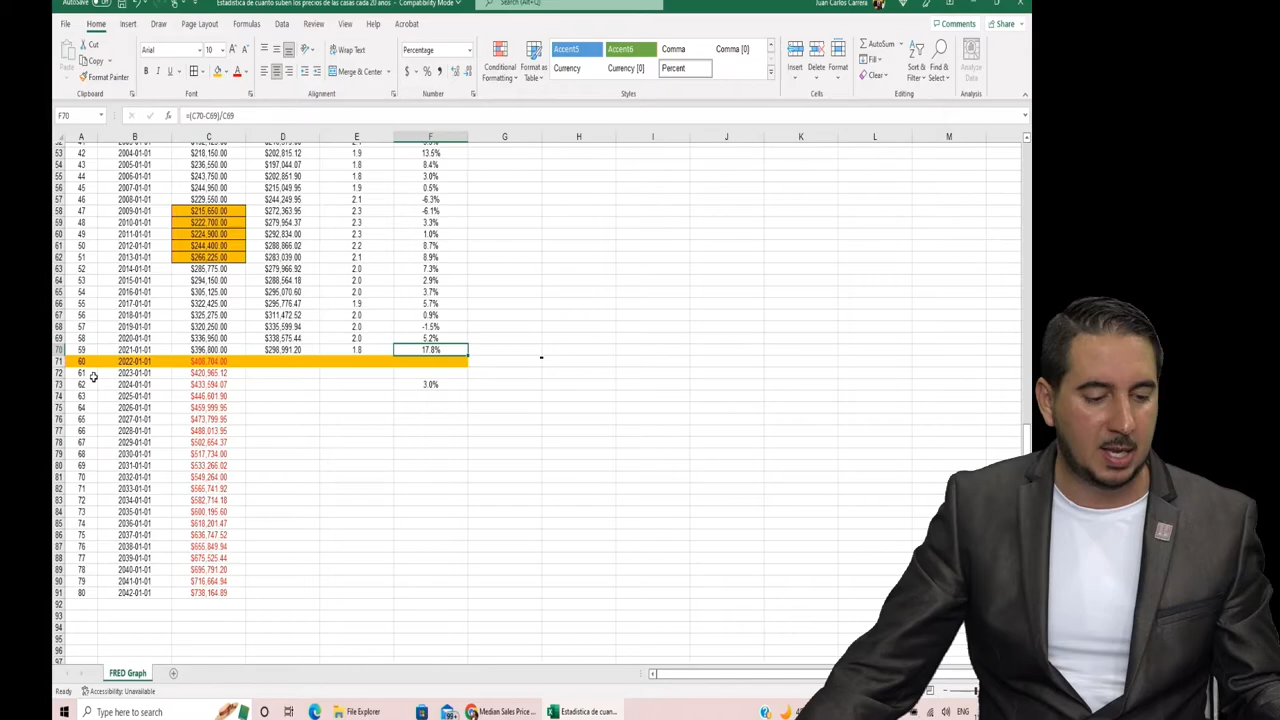 AutoSave
Estadistica de cuanto suben los precios de las casas cada 20 anos - Compatibility Mode
Search (Alt+Q)
Juan Carlos Carrera
File Home Insert Draw Page Layout Formulas Data Review View Help Acrobat Comments Share
Cut
Copy
Format Painter
Paste
Clipboard
Arial 10
B I U
Font
Wrap Text
Merge & Center
Alignment
Percentage
$ % ,
Number
Conditional Formatting
Format as Table
Accent5 Accent6 Comma Comma [0]
Currency Currency [0] Percent
Styles
Insert Delete Format
Cells
AutoSum
Fill
Clear
Sort & Filter
Find & Select
Editing
Analyze Data
Analysis
F70 fx =(C70-C69)/C69
A B C D E F G H I J K L M
53 42 2004-01-01 $218,150.00 $202,815.12 1.9 13.5%
54 43 2005-01-01 $236,550.00 $197,044.07 1.8 8.4%
55 44 2006-01-01 $243,750.00 $202,851.90 1.8 3.0%
56 45 2007-01-01 $244,950.00 $215,049.95 1.9 0.5%
57 46 2008-01-01 $229,550.00 $244,249.95 2.1 -6.3%
58 47 2009-01-01 $215,650.00 $272,363.95 2.3 -6.1%
59 48 2010-01-01 $222,700.00 $279,954.37 2.3 3.3%
60 49 2011-01-01 $224,900.00 $292,834.00 2.3 1.0%
61 50 2012-01-01 $244,400.00 $288,866.02 2.2 8.7%
62 51 2013-01-01 $266,225.00 $283,039.00 2.1 8.9%
63 52 2014-01-01 $285,775.00 $279,966.92 2.0 7.3%
64 53 2015-01-01 $294,150.00 $288,564.18 2.0 2.9%
65 54 2016-01-01 $305,125.00 $295,070.60 2.0 3.7%
66 55 2017-01-01 $322,425.00 $295,776.47 1.9 5.7%
67 56 2018-01-01 $325,275.00 $311,472.52 2.0 0.9%
68 57 2019-01-01 $320,250.00 $335,599.94 2.0 -1.5%
69 58 2020-01-01 $336,950.00 $338,575.44 2.0 5.2%
70 59 2021-01-01 $396,800.00 $298,991.20 1.8 17.8%
71 60 2022-01-01 $408,704.00
72 61 2023-01-01 $420,965.12
73 62 2024-01-01 $433,594.07 3.0%
74 63 2025-01-01 $446,601.90
75 64 2026-01-01 $459,999.95
76 65 2027-01-01 $473,799.95
77 66 2028-01-01 $488,013.95
78 67 2029-01-01 $502,654.37
79 68 2030-01-01 $517,734.00
80 69 2031-01-01 $533,266.02
81 70 2032-01-01 $549,264.00
82 71 2033-01-01 $565,741.92
83 72 2034-01-01 $582,714.18
84 73 2035-01-01 $600,195.60
85 74 2036-01-01 $618,201.47
86 75 2037-01-01 $636,747.52
87 76 2038-01-01 $655,849.94
88 77 2039-01-01 $675,525.44
89 78 2040-01-01 $695,791.20
90 79 2041-01-01 $716,664.94
91 80 2042-01-01 $738,164.89
92
93
94
95
96
97
FRED Graph
Ready Accessibility: Unavailable
Type here to search
File Explorer
99+
Median Sales Price...
Estadistica de cuan...
ENG